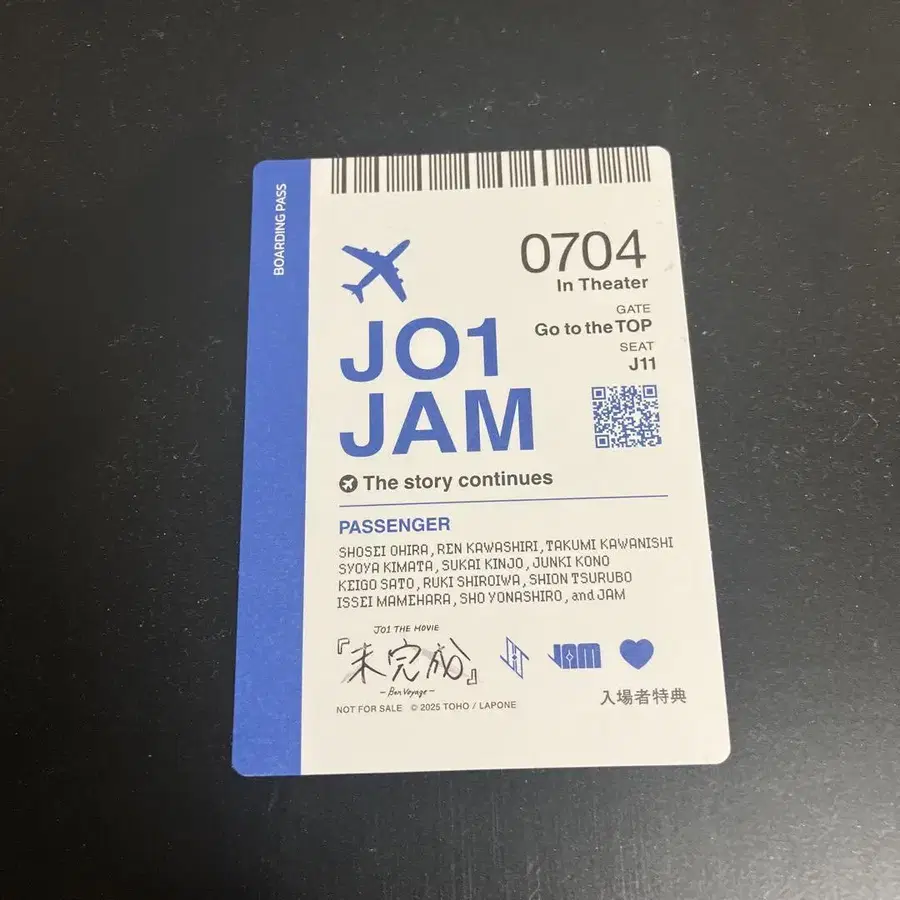 BOARDING PASS
0704
In Theater
GATE
Go to the TOP
SEAT
J11
JO1
JAM
The story continues
PASSENGER
SHOSEI OHIRA, REN KAWASHIRI, TAKUMI KAWANISHI
SYOYA KIMATA, SUKAI KINJO, JUNKI KONO
KEIGO SATO, RUKI SHIROIWA, SHION TSURUBO
ISSEI MAMEHARA, SHO YONASHIRO, and JAM
JO1 THE MOVIE
『未完成』
- Bon Voyage -
JAM
入場者特典
NOT FOR SALE © 2025 TOHO / LAPONE